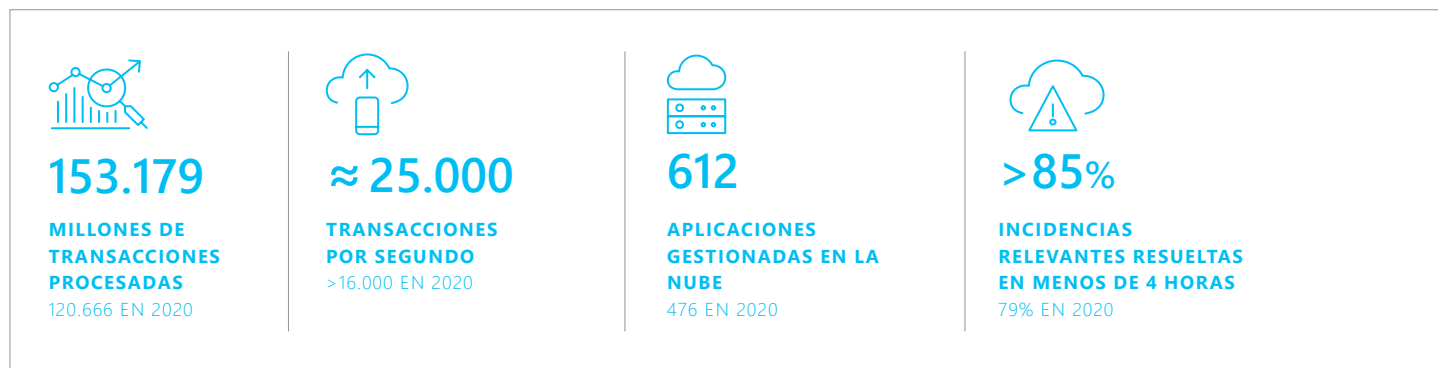 153.179
MILLONES DE
TRANSACCIONES
PROCESADAS
120.666 EN 2020
≈ 25.000
TRANSACCIONES
POR SEGUNDO
>16.000 EN 2020
612
APLICACIONES
GESTIONADAS EN LA
NUBE
476 EN 2020
>85%
INCIDENCIAS
RELEVANTES RESUELTAS
EN MENOS DE 4 HORAS
79% EN 2020